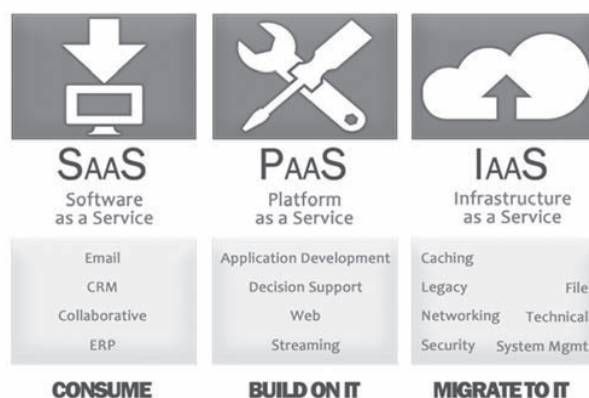 SAAS
Software
as a Service
Email
CRM
Collaborative
ERP
CONSUME
PAAS
Platform
as a Service
Application Development
Decision Support
Web
Streaming
BUILD ON IT
IAAS
Infrastructure
as a Service
Caching
Legacy File
Networking Technical
Security System Mgmt
MIGRATE TO IT